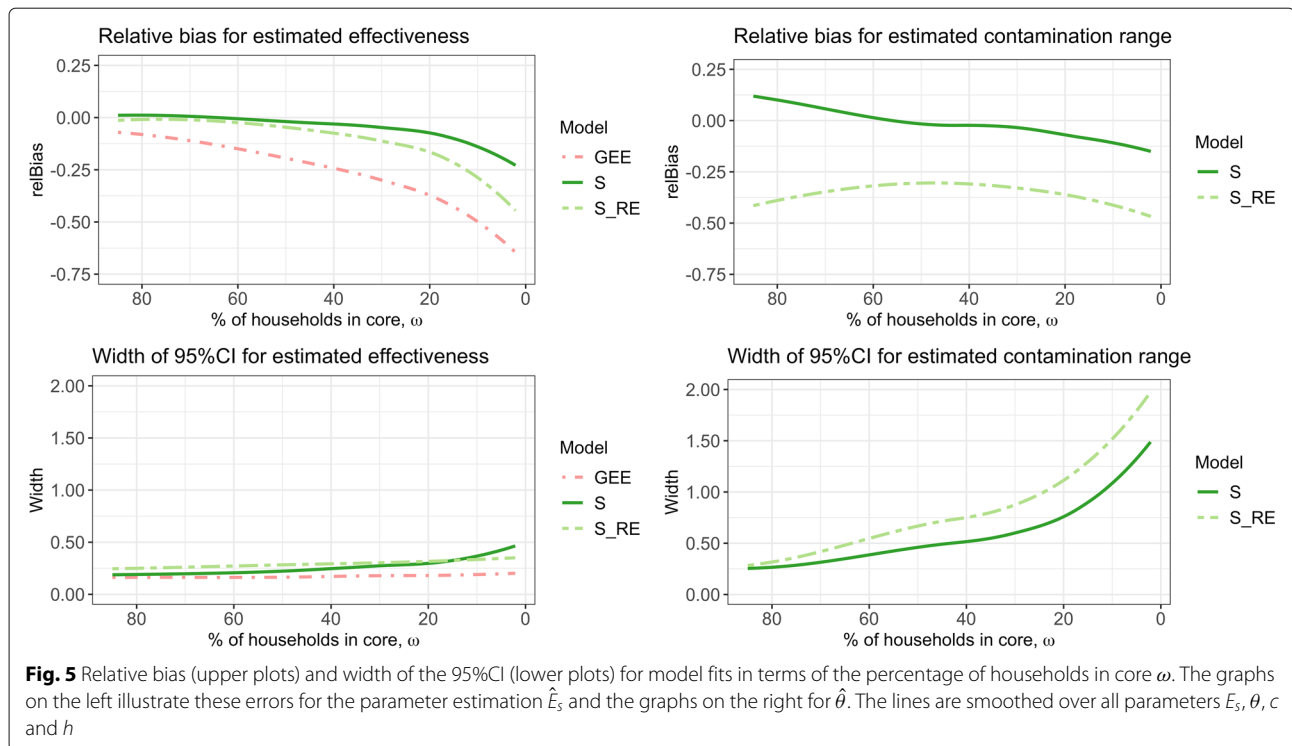 Relative bias for estimated effectiveness
0.25
0.00
-0.25
-0.50
-0.75
relBias
80 60 40 20 0
% of households in core, ω
Model
GEE
S
S_RE
Relative bias for estimated contamination range
0.25
0.00
-0.25
-0.50
-0.75
relBias
80 60 40 20 0
% of households in core, ω
Model
S
S_RE
Width of 95%CI for estimated effectiveness
2.00
1.50
1.00
0.50
0.00
Width
80 60 40 20 0
% of households in core, ω
Model
GEE
S
S_RE
Width of 95%CI for estimated contamination range
2.00
1.50
1.00
0.50
0.00
Width
80 60 40 20 0
% of households in core, ω
Model
S
S_RE
Fig. 5 Relative bias (upper plots) and width of the 95%CI (lower plots) for model fits in terms of the percentage of households in core ω. The graphs
on the left illustrate these errors for the parameter estimation Ê_s and the graphs on the right for θ̂. The lines are smoothed over all parameters E_s, θ, c
and h